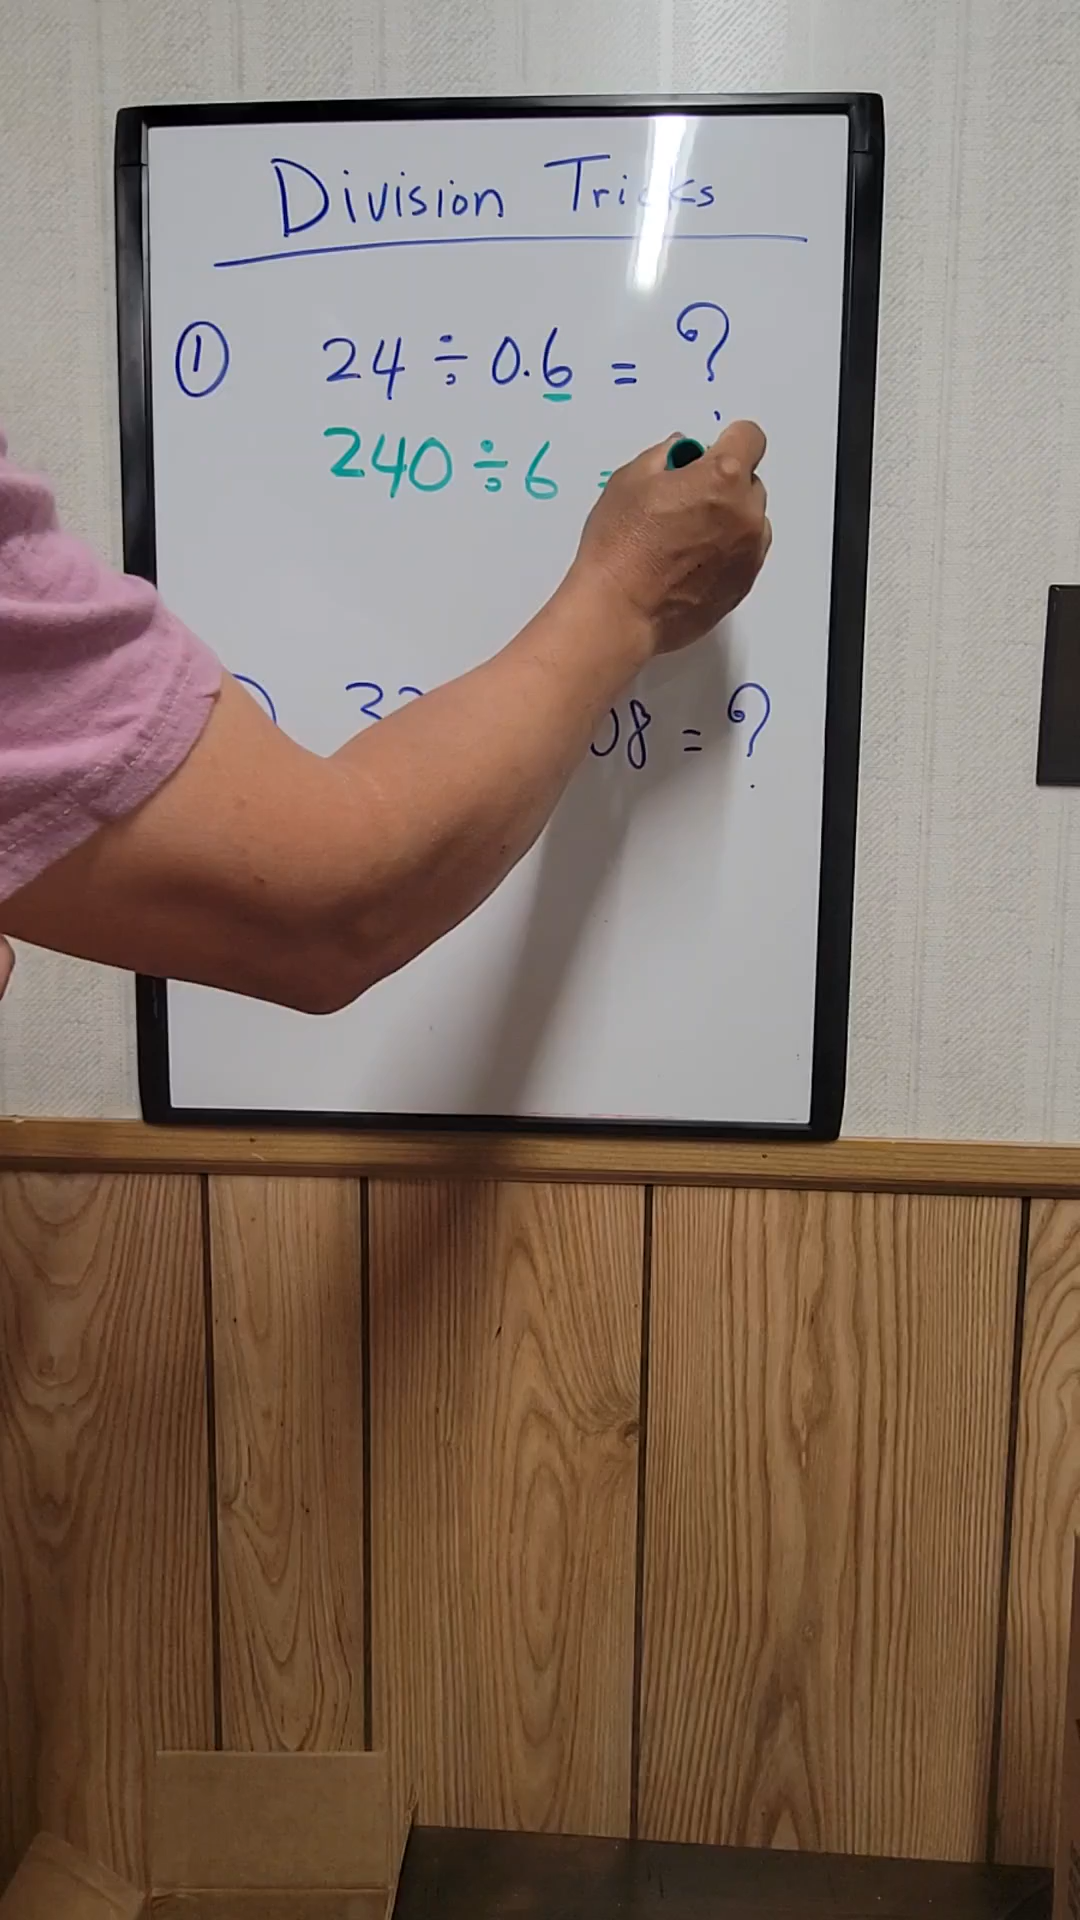 Division Tricks
① 24 ÷ 0.6 = ?
240 ÷ 6 =
08 = ?